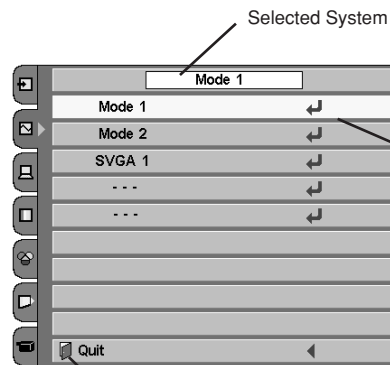 Selected System
Mode 1
Mode 1
Mode 2
SVGA 1
- - -
- - -
Quit